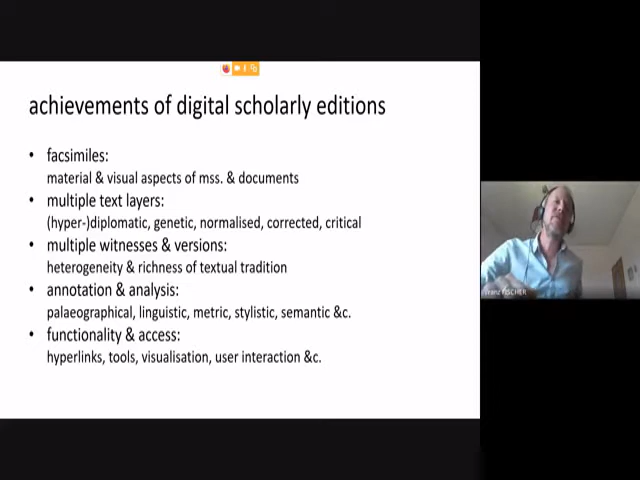 achievements of digital scholarly editions
• facsimiles:
material & visual aspects of mss. & documents
• multiple text layers:
(hyper-)diplomatic, genetic, normalised, corrected, critical
• multiple witnesses & versions:
heterogeneity & richness of textual tradition
• annotation & analysis:
palaeographical, linguistic, metric, stylistic, semantic &c.
• functionality & access:
hyperlinks, tools, visualisation, user interaction &c.
Franz FISCHER